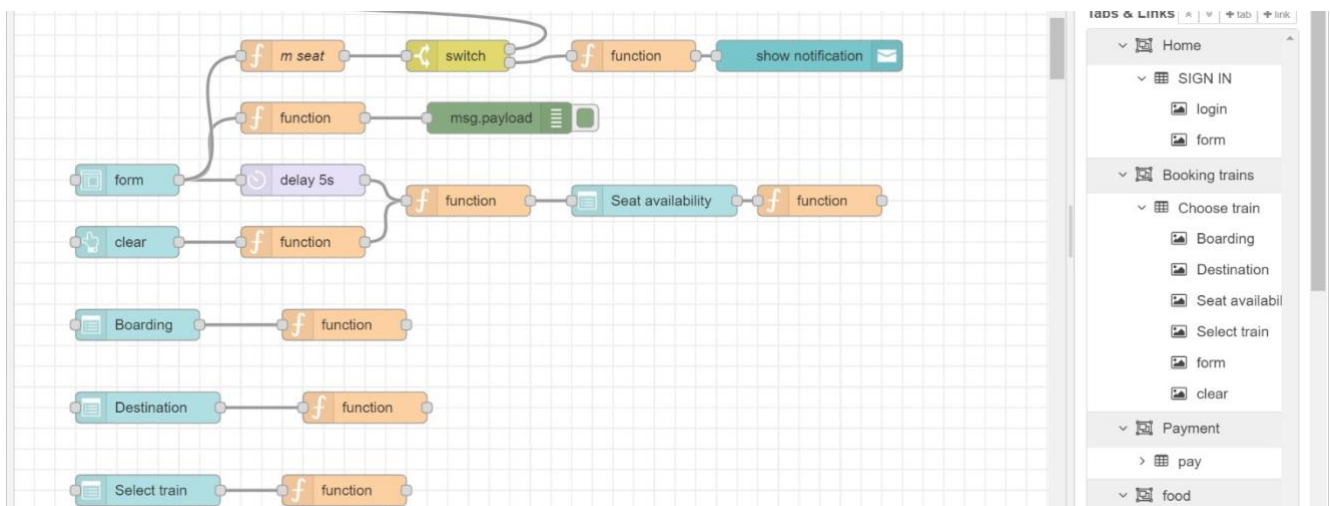 Tabs & Links + tab + link
m seat switch function show notification
function msg.payload
form delay 5s
function Seat availability function
clear function
Boarding function
Destination function
Select train function
Home
SIGN IN
login
form
Booking trains
Choose train
Boarding
Destination
Seat availabil
Select train
form
clear
Payment
pay
food